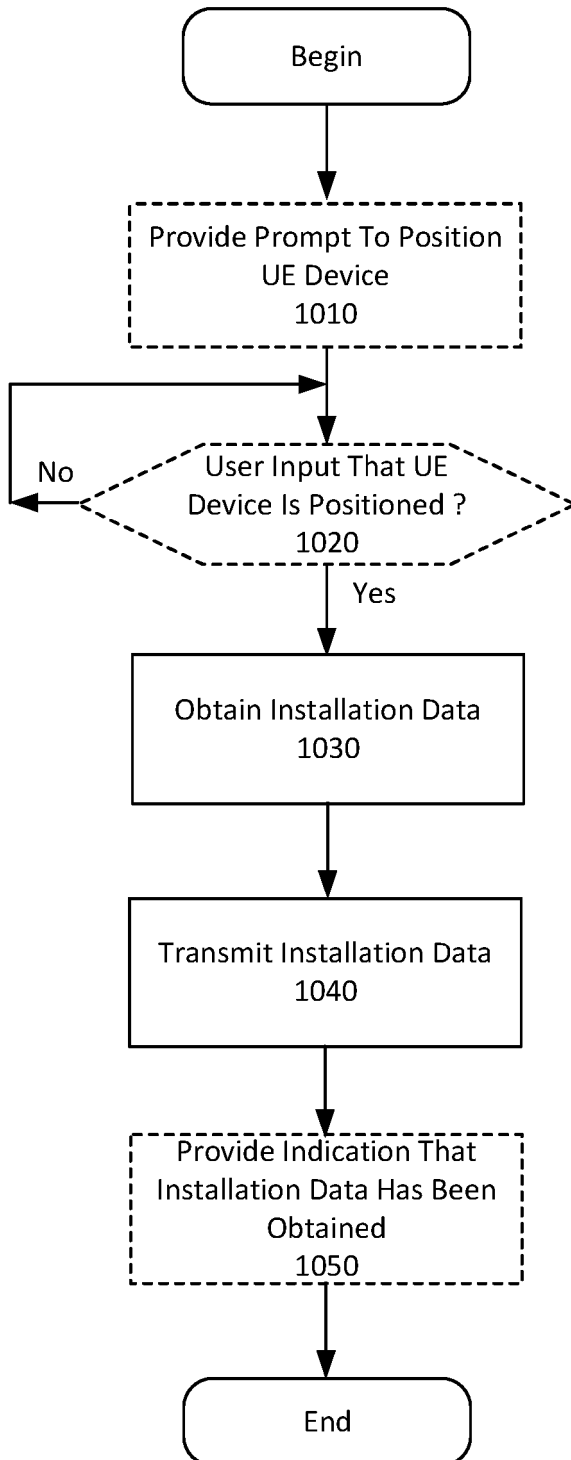 Begin
Provide Prompt To Position
UE Device
1010
No
User Input That UE
Device Is Positioned ?
1020
Yes
Obtain Installation Data
1030
Transmit Installation Data
1040
Provide Indication That
Installation Data Has Been
Obtained
1050
End